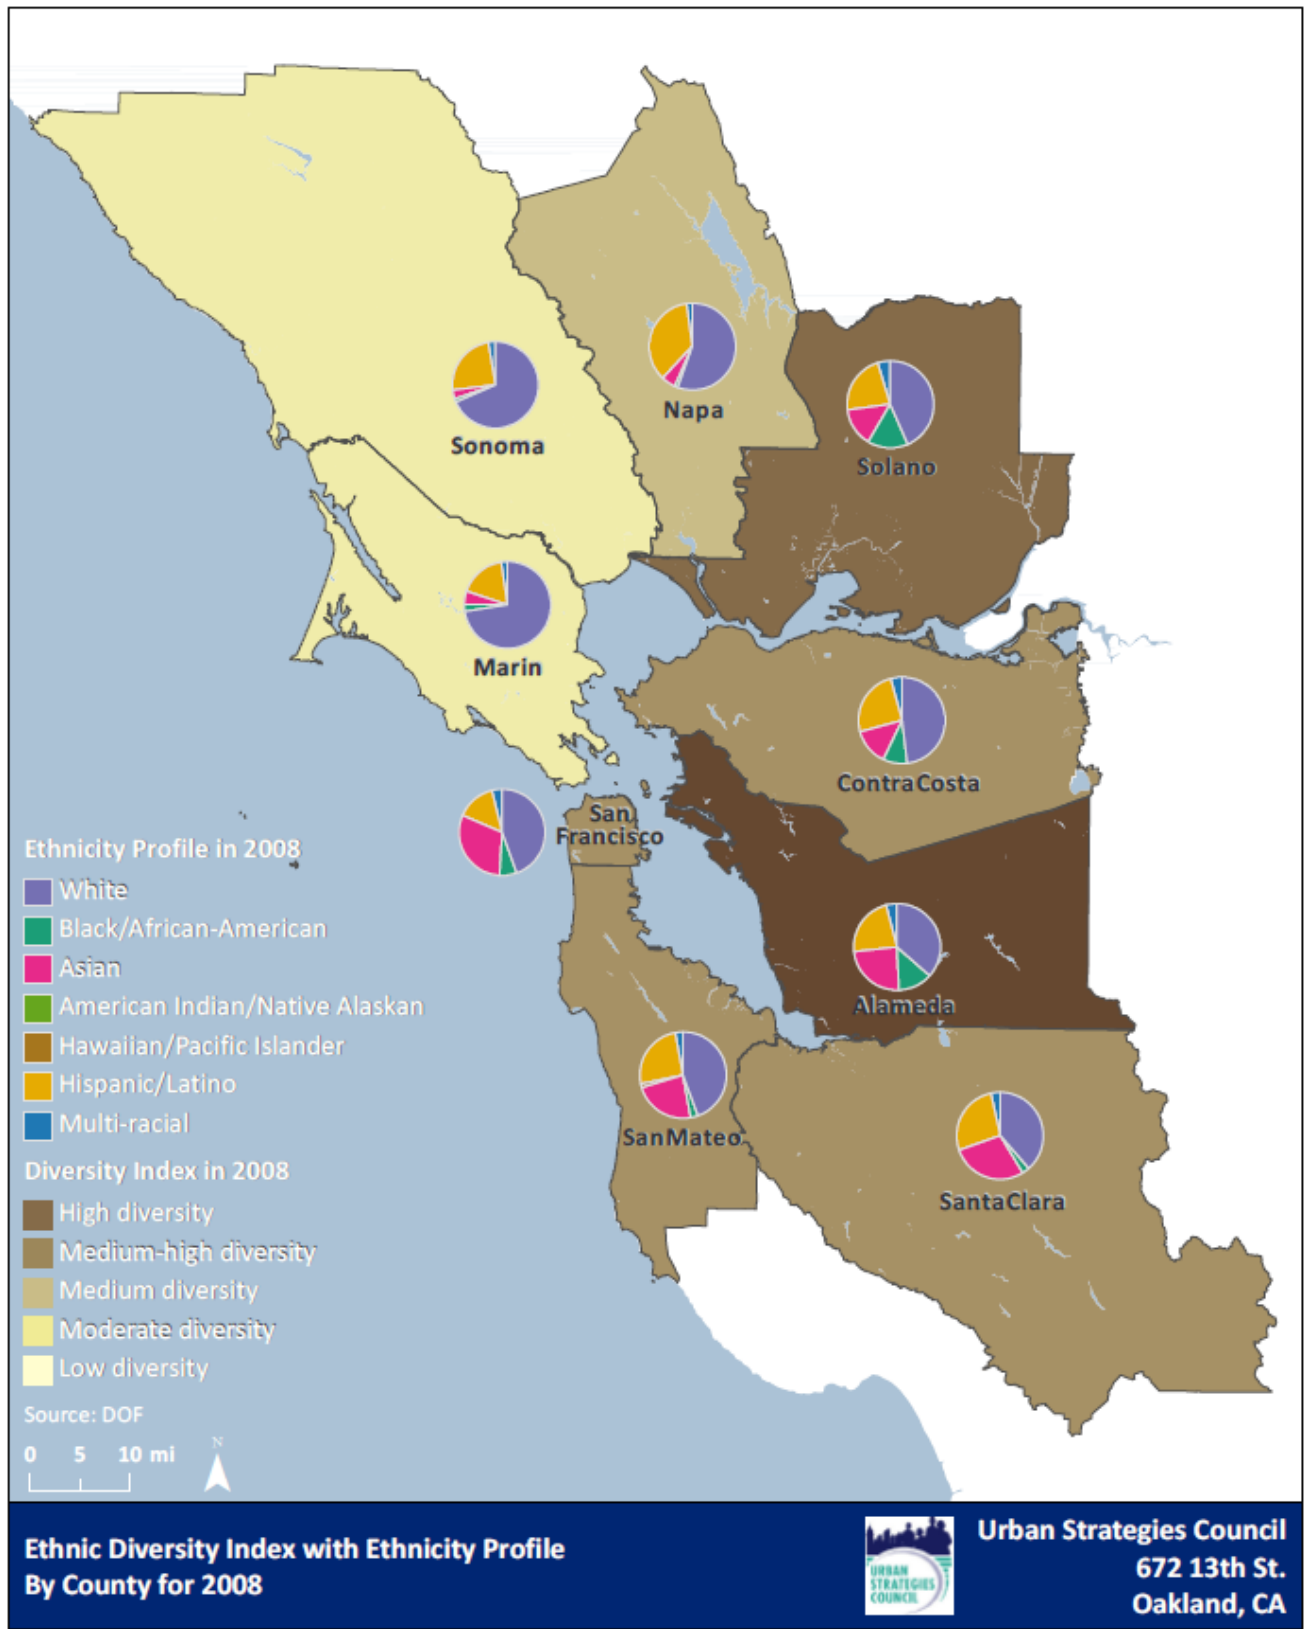 Napa
Solano
Sonoma
Marin
Contra Costa
San
Francisco
Alameda
San Mateo
Santa Clara
Ethnicity Profile in 2008
White
Black/African-American
Asian
American Indian/Native Alaskan
Hawaiian/Pacific Islander
Hispanic/Latino
Multi-racial
Diversity Index in 2008
High diversity
Medium-high diversity
Medium diversity
Moderate diversity
Low diversity
Source: DOF
0 5 10 mi
N
Ethnic Diversity Index with Ethnicity Profile
By County for 2008
URBAN
STRATEGIES
COUNCIL
Urban Strategies Council
672 13th St.
Oakland, CA